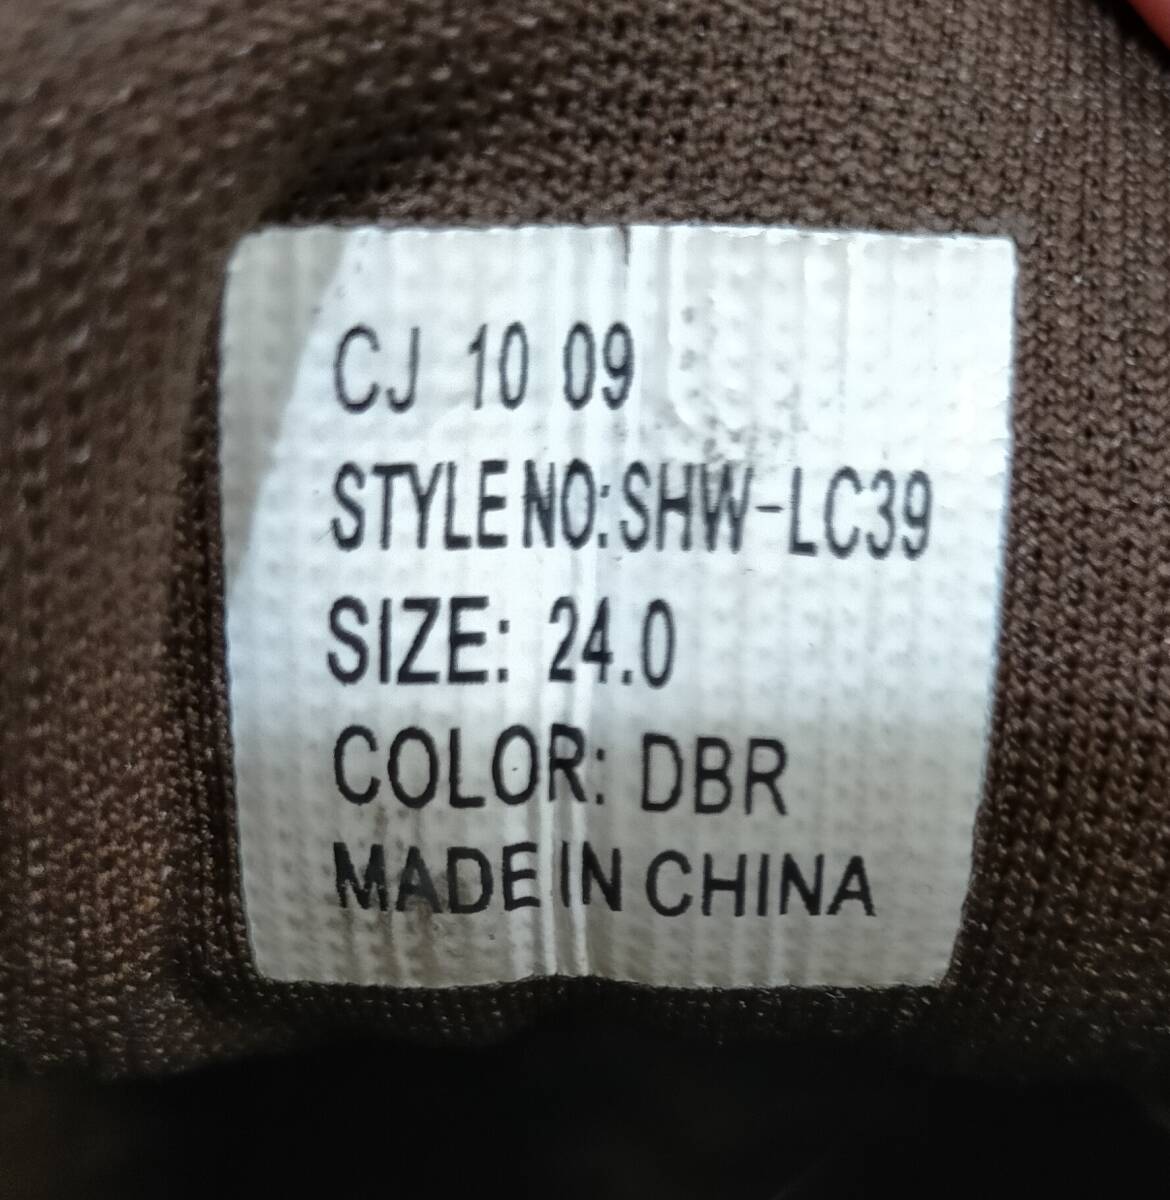 CJ 10 09
STYLE NO: SHW-LC39
SIZE: 24.0
COLOR: DBR
MADE IN CHINA